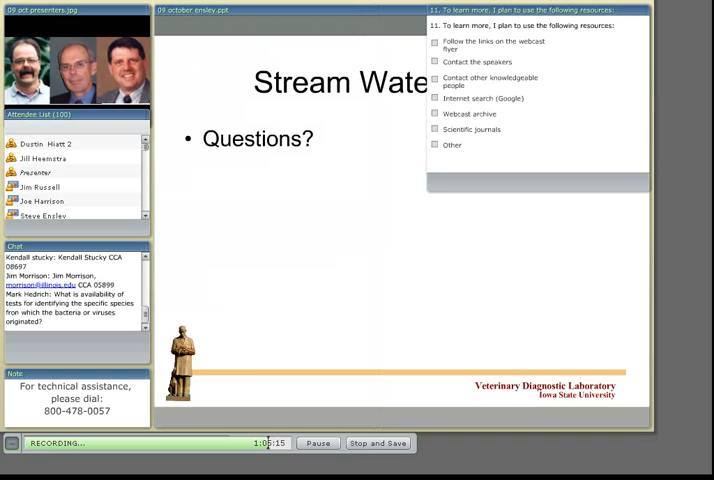 09 oct presenters.jpg
Attendee List (100)
Dustin Hiatt 2
Jill Heemstra
Presenter
Jim Russell
Joe Harrison
Steve Ensley
Chat
Kendall stucky: Kendall Stucky CCA
08697
Jim Morrison: Jim Morrison,
morrison@illinois.edu CCA 05899
Mark Hedrich: What is availability of
tests for identifying the specific species
fron which the bacteria or viruses
originated?
Note
For technical assistance,
please dial:
800-478-0057
09 october ensley.ppt
Stream Wate
• Questions?
Veterinary Diagnostic Laboratory
Iowa State University
11. To learn more, I plan to use the following resources:
11. To learn more, I plan to use the following resources:
Follow the links on the webcast
flyer
Contact the speakers
Contact other knowledgeable
people
Internet search (Google)
Webcast archive
Scientific journals
Other
RECORDING... 1:05:15 Pause Stop and Save